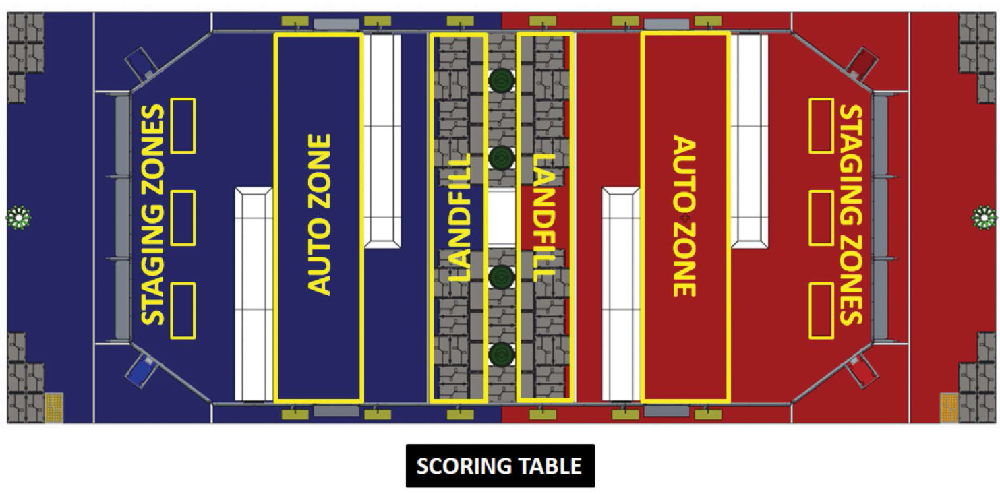 STAGING ZONES
AUTO ZONE
LANDFILL
LANDFILL
AUTO ZONE
STAGING ZONES
SCORING TABLE